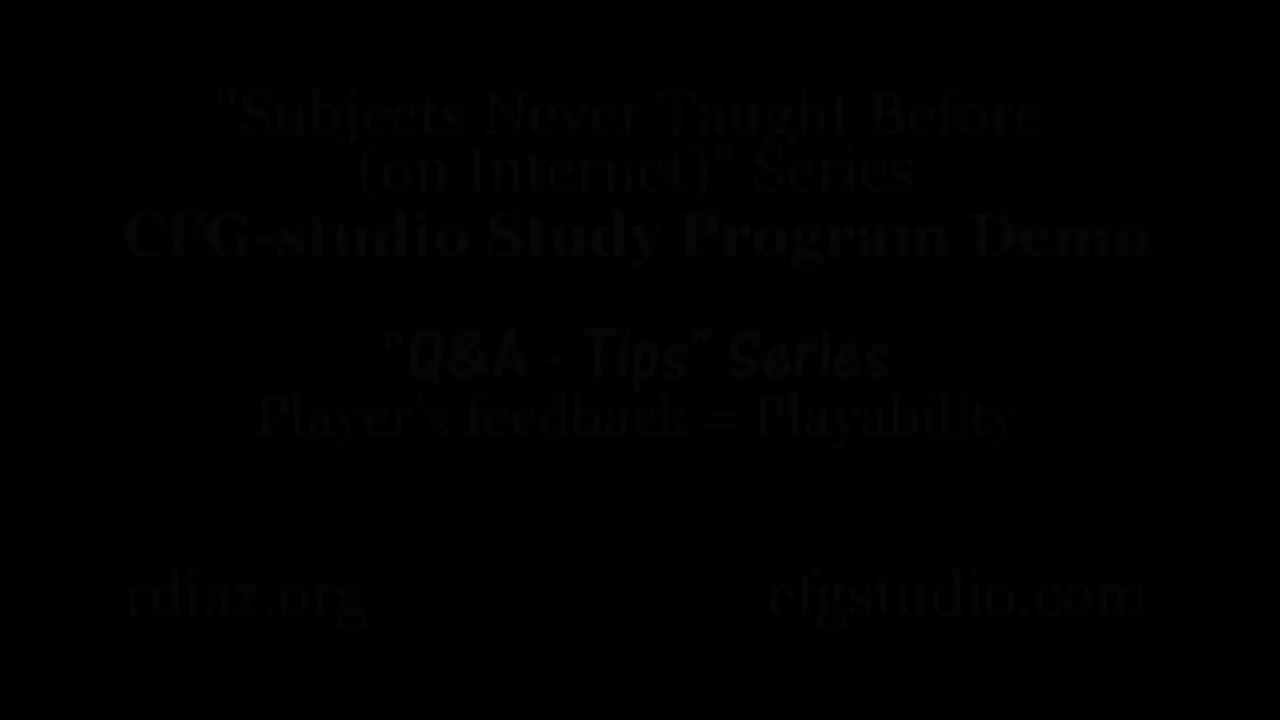 "Subjects Never Taught Before
(on Internet)" Series
CFG-studio Study Program Demo
"Q&A - Tips" Series
Player's feedback = Playability
rdiaz.org
cfgstudio.com